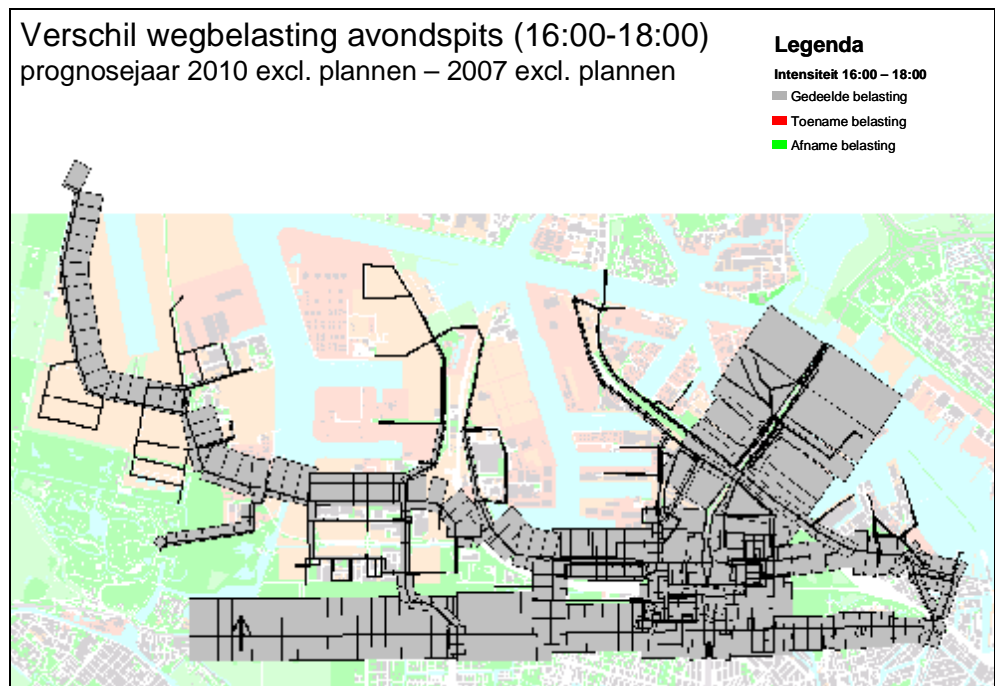 Verschil wegbelasting avondspits (16:00-18:00)
prognosejaar 2010 excl. plannen – 2007 excl. plannen
Legenda
Intensiteit 16:00 – 18:00
Gedeelde belasting
Toename belasting
Afname belasting